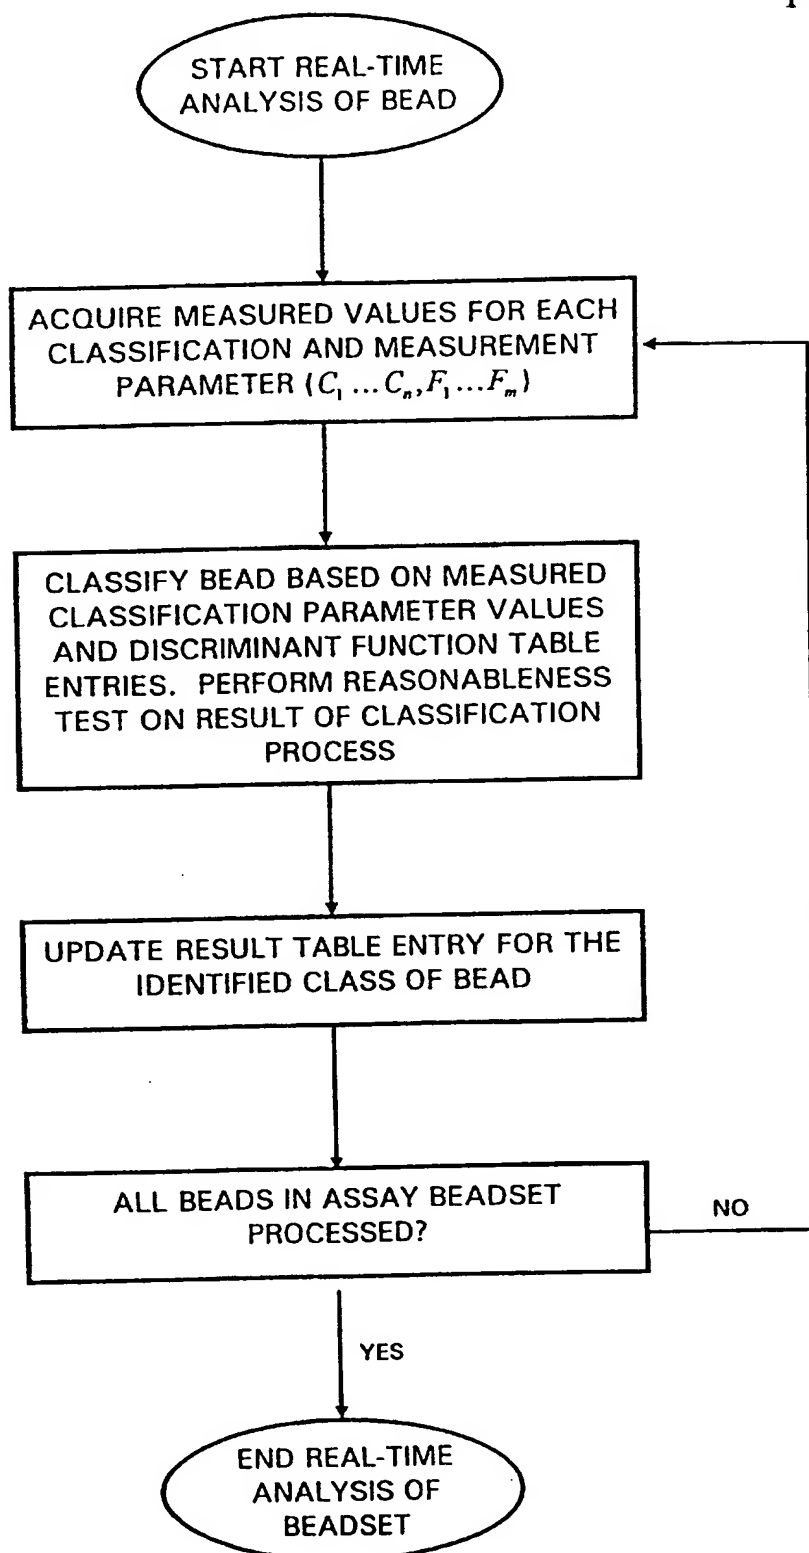 START REAL-TIME
ANALYSIS OF BEAD
ACQUIRE MEASURED VALUES FOR EACH
CLASSIFICATION AND MEASUREMENT
PARAMETER (C₁ ...Cₙ,F₁...Fₘ)
CLASSIFY BEAD BASED ON MEASURED
CLASSIFICATION PARAMETER VALUES
AND DISCRIMINANT FUNCTION TABLE
ENTRIES. PERFORM REASONABLENESS
TEST ON RESULT OF CLASSIFICATION
PROCESS
UPDATE RESULT TABLE ENTRY FOR THE
IDENTIFIED CLASS OF BEAD
ALL BEADS IN ASSAY BEADSET
PROCESSED?
NO
YES
END REAL-TIME
ANALYSIS OF
BEADSET